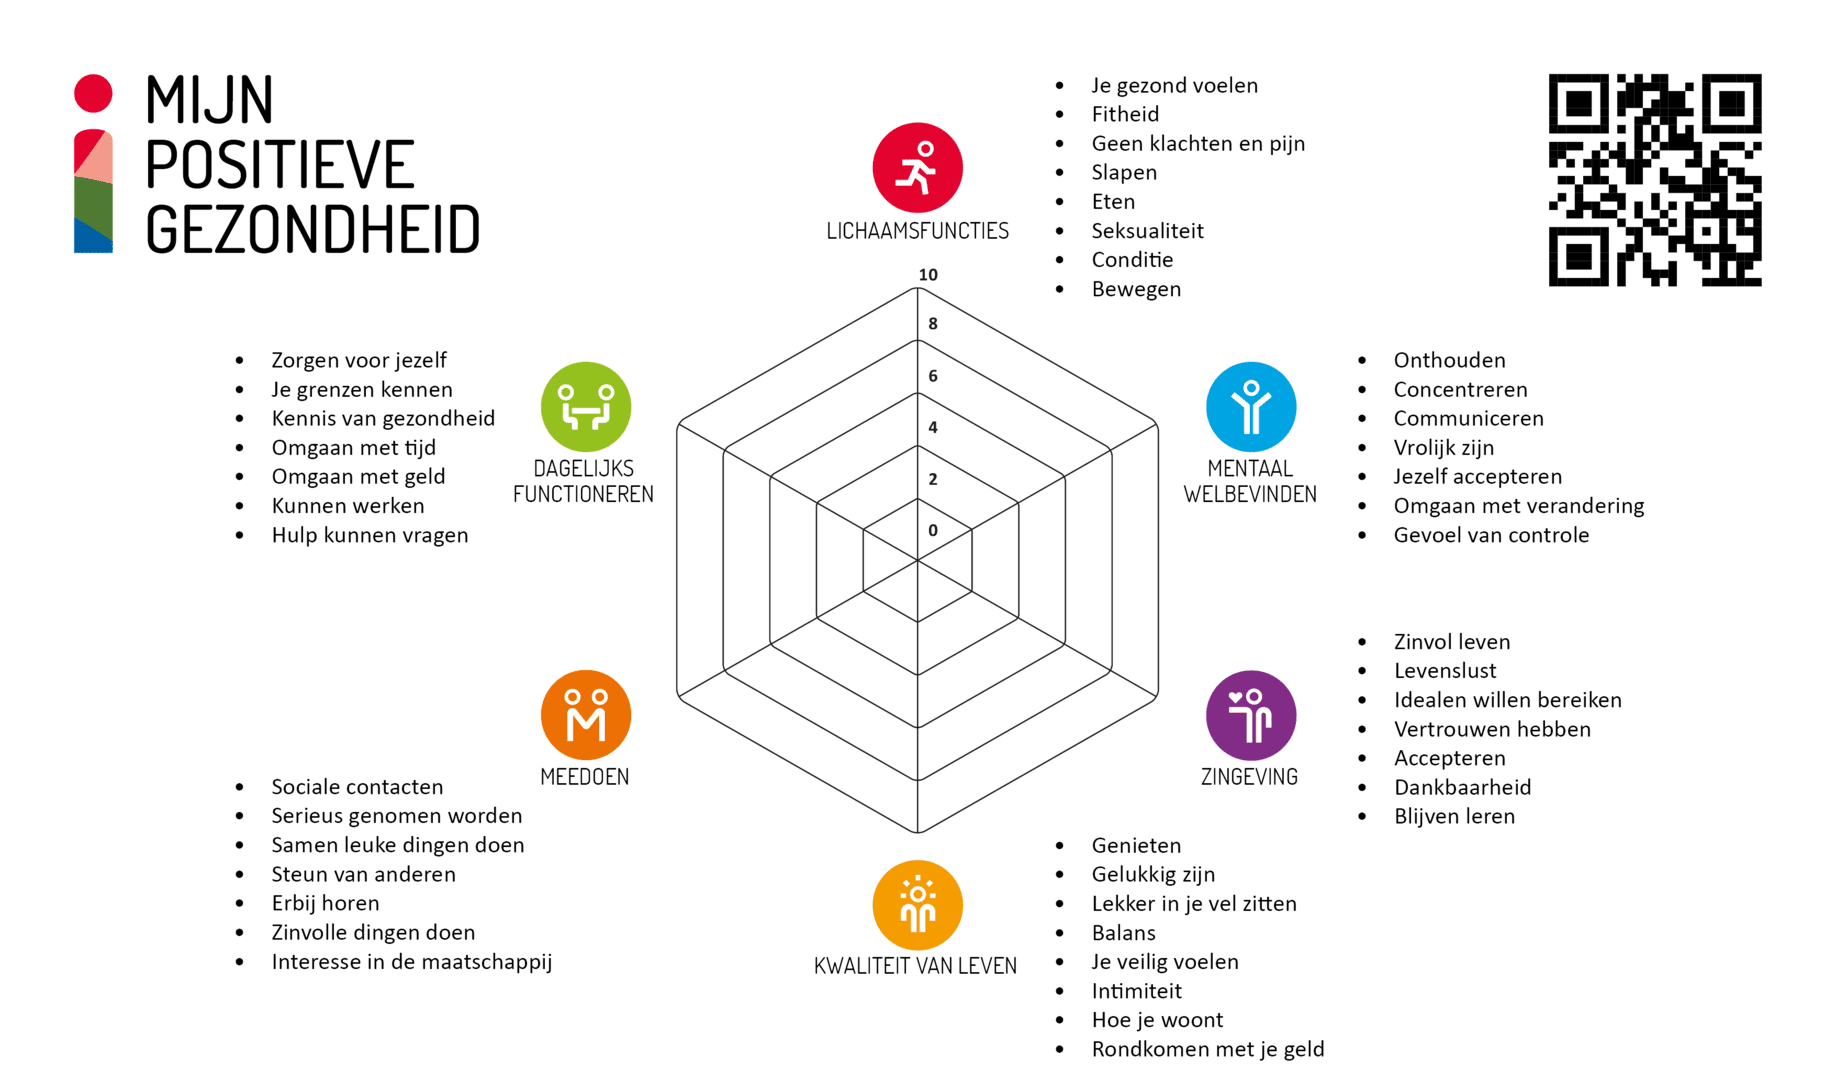 MIJN
POSITIEVE
GEZONDHEID
LICHAAMSFUNCTIES
• Je gezond voelen
• Fitheid
• Geen klachten en pijn
• Slapen
• Eten
• Seksualiteit
• Conditie
• Bewegen
10
8
6
4
2
0
• Zorgen voor jezelf
• Je grenzen kennen
• Kennis van gezondheid
• Omgaan met tijd
• Omgaan met geld
• Kunnen werken
• Hulp kunnen vragen
DAGELIJKS
FUNCTIONEREN
MENTAAL
WELBEVINDEN
• Onthouden
• Concentreren
• Communiceren
• Vrolijk zijn
• Jezelf accepteren
• Omgaan met verandering
• Gevoel van controle
MEEDOEN
• Sociale contacten
• Serieus genomen worden
• Samen leuke dingen doen
• Steun van anderen
• Erbij horen
• Zinvolle dingen doen
• Interesse in de maatschappij
ZINGEVING
• Zinvol leven
• Levenslust
• Idealen willen bereiken
• Vertrouwen hebben
• Accepteren
• Dankbaarheid
• Blijven leren
KWALITEIT VAN LEVEN
• Genieten
• Gelukkig zijn
• Lekker in je vel zitten
• Balans
• Je veilig voelen
• Intimiteit
• Hoe je woont
• Rondkomen met je geld